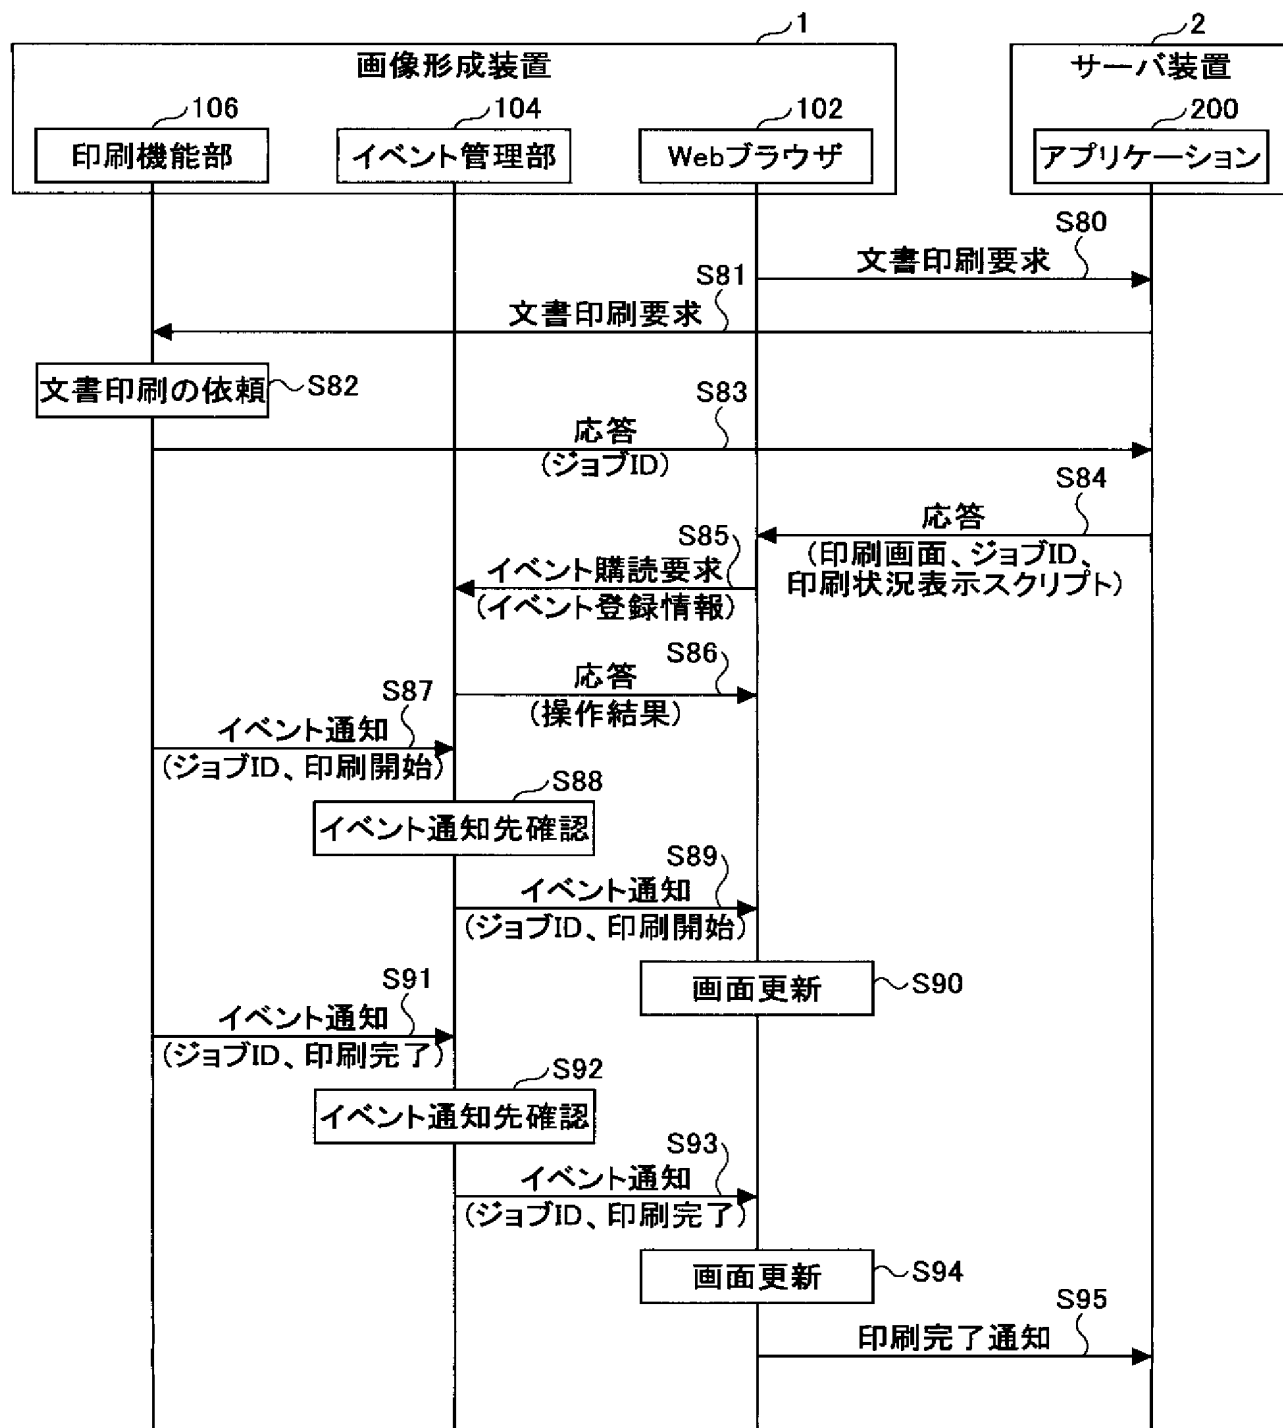 1
2
画像形成装置
サーバ装置
106
104
102
200
印刷機能部
イベント管理部
Webブラウザ
アプリケーション
S80
文書印刷要求
S81
文書印刷要求
文書印刷の依頼
S82
S83
応答
(ジョブID)
S84
応答
(印刷画面、ジョブID、
印刷状況表示スクリプト)
S85
イベント購読要求
(イベント登録情報)
S86
応答
(操作結果)
S87
イベント通知
(ジョブID、印刷開始)
S88
イベント通知先確認
S89
イベント通知
(ジョブID、印刷開始)
画面更新
S90
S91
イベント通知
(ジョブID、印刷完了)
S92
イベント通知先確認
S93
イベント通知
(ジョブID、印刷完了)
画面更新
S94
S95
印刷完了通知